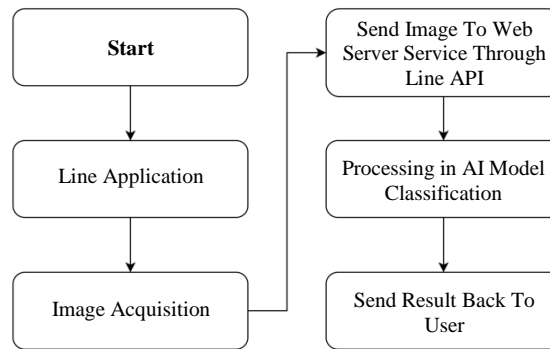 Start
Line Application
Image Acquisition
Send Image To Web
Server Service Through
Line API
Processing in AI Model
Classification
Send Result Back To
User